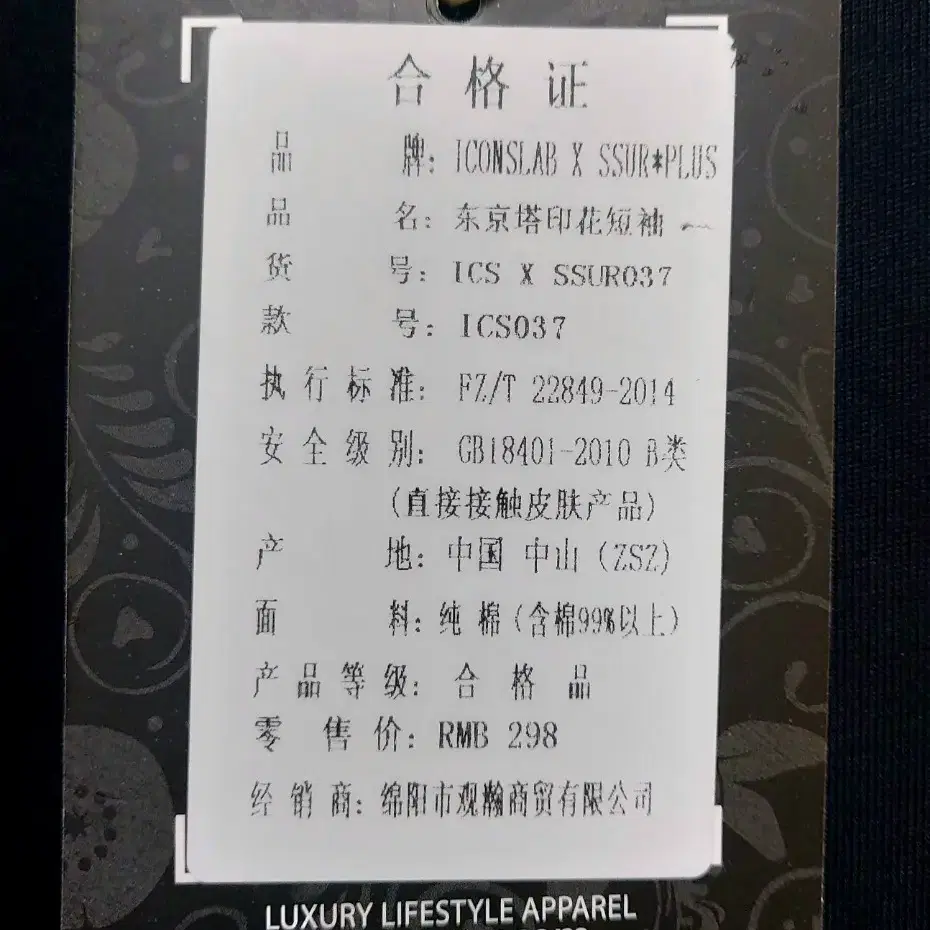 合格证
品牌：ICONSLAB X SSUR*PLUS
品名：东京塔印花短袖
货号：ICS X SSUR037
款号：ICS037
执行标准：FZ/T 22849-2014
安全级别：GB18401-2010 B类
(直接接触皮肤产品)
产地：中国 中山 (ZSZ)
面料：纯棉(含棉99%以上)
产品等级：合格品
零售价：RMB 298
经销商：绵阳市观瀚商贸有限公司
LUXURY LIFESTYLE APPAREL